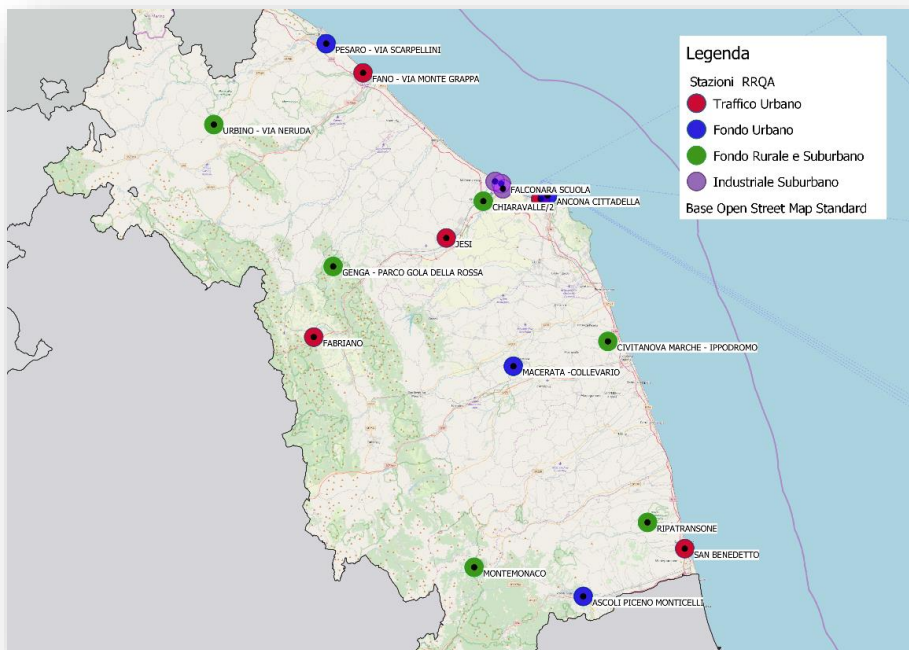 PESARO - VIA SCARPELLINI
FANO - VIA MONTE GRAPPA
URBINO - VIA NERUDA
FALCONARA SCUOLA
CHIARAVALLE/2
ANCONA CITTADELLA
JESI
GENGA - PARCO GOLA DELLA ROSSA
FABRIANO
CIVITANOVA MARCHE - IPPODROMO
MACERATA -COLLEVARIO
RIPATRANSONE
SAN BENEDETTO
MONTEMONACO
ASCOLI PICENO MONTICELLI
Legenda
Stazioni RRQA
Traffico Urbano
Fondo Urbano
Fondo Rurale e Suburbano
Industriale Suburbano
Base Open Street Map Standard